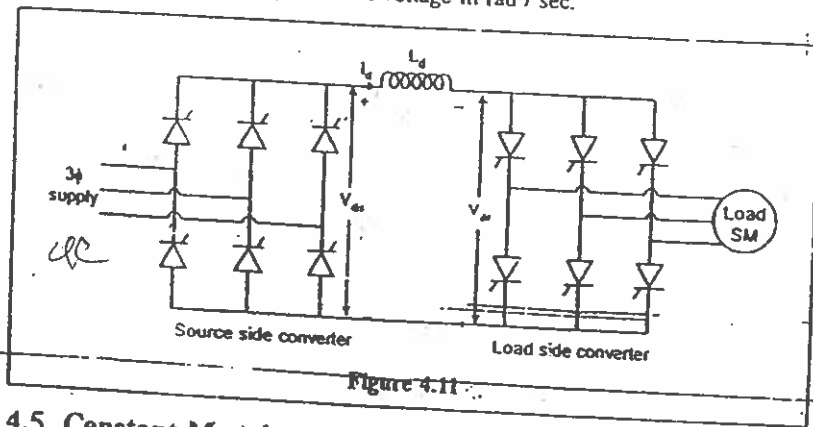 voltage in rad / sec.
I_d
L_d
+
−
3ϕ
supply
V_ds
Load
SM
Source side converter
Load side converter
Figure 4.11
4.5 Constant